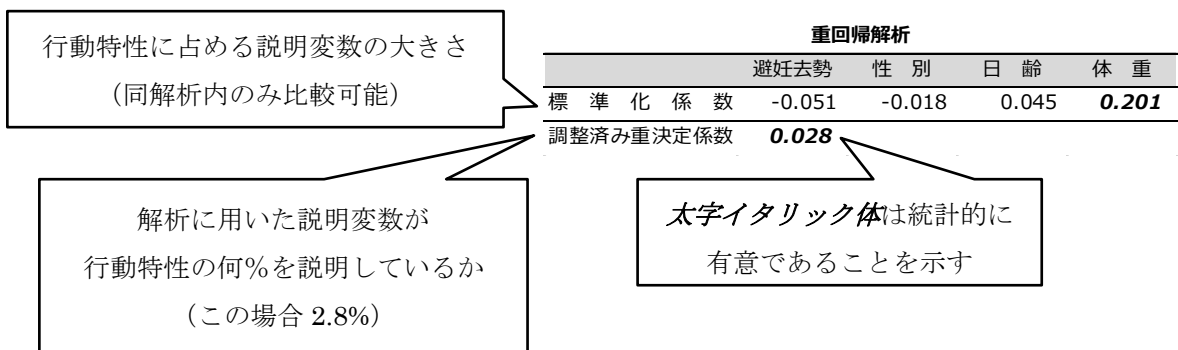 行動特性に占める説明変数の大きさ
（同解析内のみ比較可能）
重回帰解析
避妊去勢 性 別 日 齢 体 重
標 準 化 係 数 -0.051 -0.018 0.045 0.201
調整済み重決定係数 0.028
解析に用いた説明変数が
行動特性の何％を説明しているか
（この場合 2.8%）
太字イタリック体は統計的に
有意であることを示す